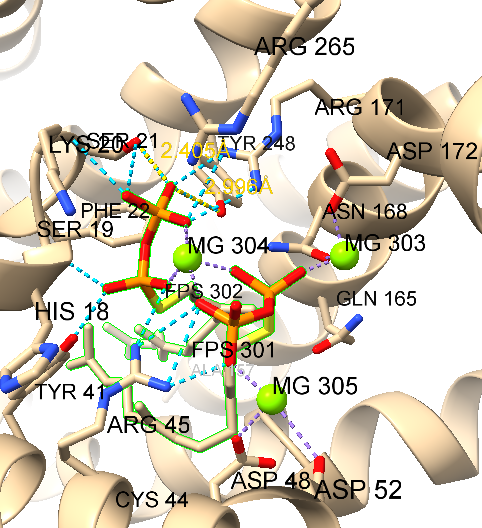 ARG 265
ARG 171
LYS 20
SER 21
TYR 248
2.405Å
ASP 172
2.996Å
PHE 22
ASN 168
SER 19
MG 304
MG 303
FPS 302
GLN 165
HIS 18
FPS 301
TYR 41
MG 305
ARG 45
ASP 48
ASP 52
CYS 44